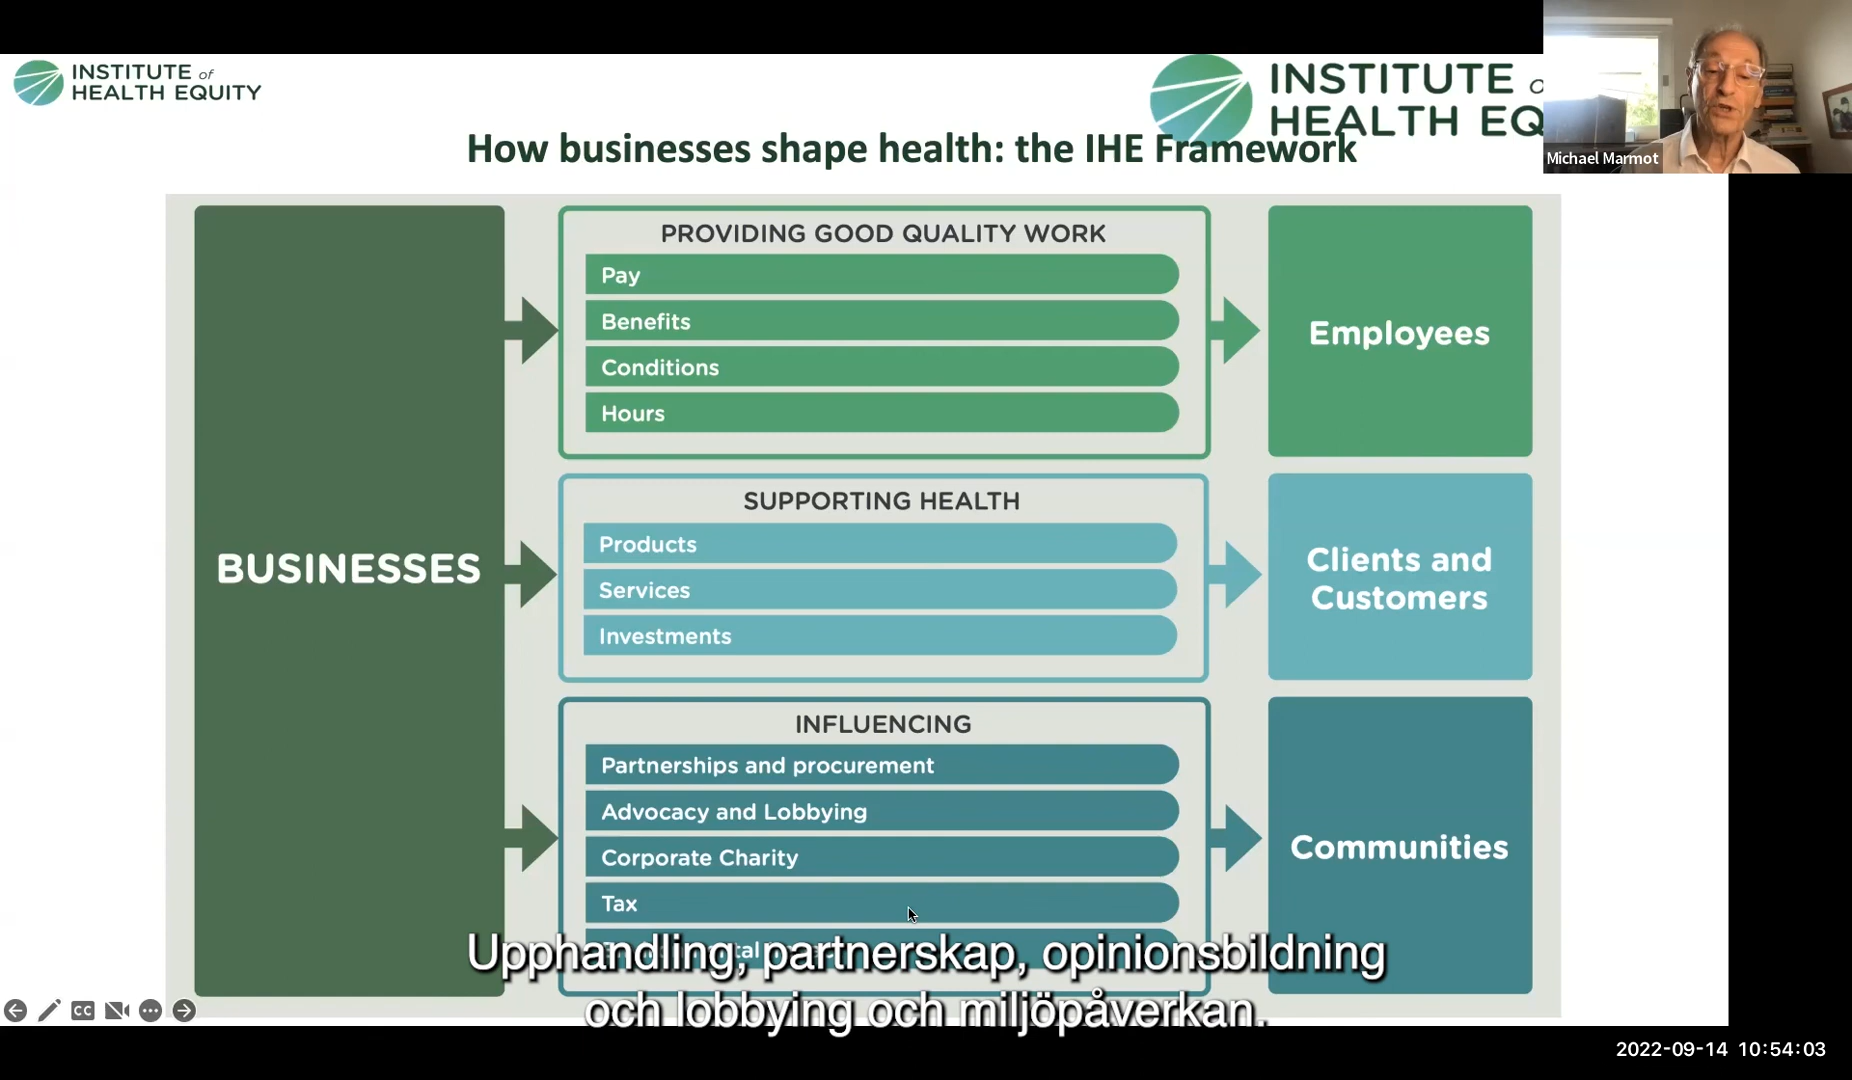 INSTITUTE of
HEALTH EQUITY
INSTITUTE
HEALTH EQ
How businesses shape health: the IHE Framework
Michael Marmot
BUSINESSES
PROVIDING GOOD QUALITY WORK
Pay
Benefits
Conditions
Hours
Employees
SUPPORTING HEALTH
Products
Services
Investments
Clients and
Customers
INFLUENCING
Partnerships and procurement
Advocacy and Lobbying
Corporate Charity
Tax
Communities
Upphandling, partnerskap, opinionsbildning
och lobbying och miljöpåverkan.
CC
2022-09-14 10:54:03